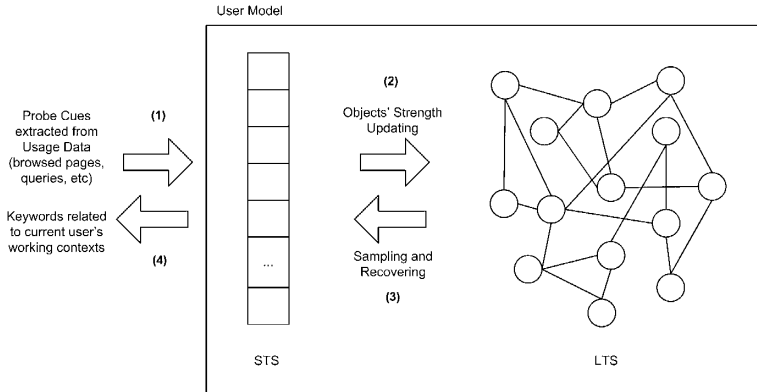 User Model
Probe Cues
extracted from
Usage Data
(browsed pages,
queries, etc)
(1)
Keywords related
to current user's
working contexts
(4)
...
STS
(2)
Objects' Strength
Updating
Sampling and
Recovering
(3)
LTS